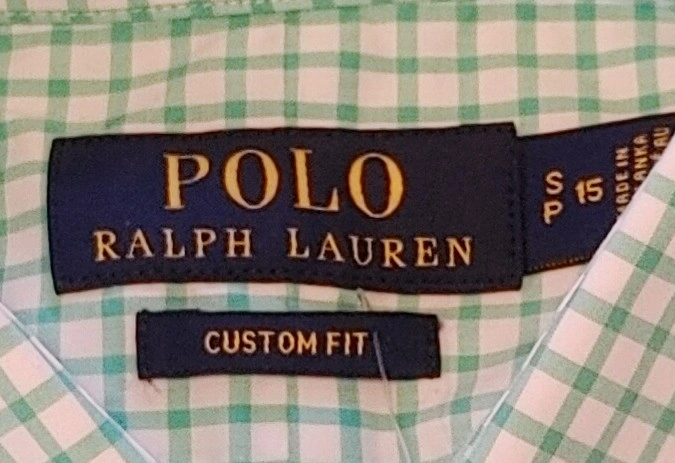 POLO
RALPH LAUREN
S 15
P
MADE IN
CUSTOM FIT